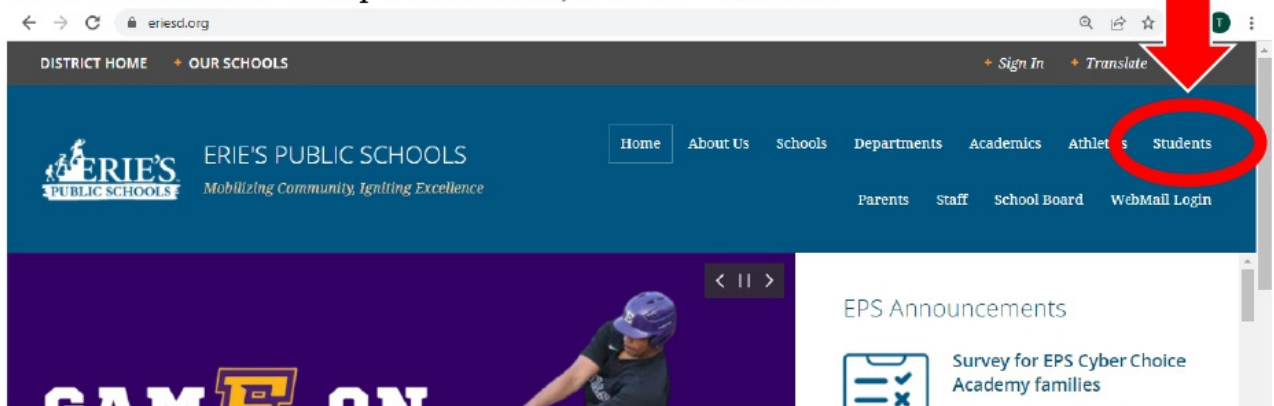 eriesd.org
T
DISTRICT HOME + OUR SCHOOLS + Sign In + Translate
ERIE'S
PUBLIC SCHOOLS
ERIE'S PUBLIC SCHOOLS
Mobilizing Community, Igniting Excellence
Home About Us Schools Departments Academics Students
Parents Staff School Board WebMail Login
EPS Announcements
Survey for EPS Cyber Choice
Academy families
GAME ON